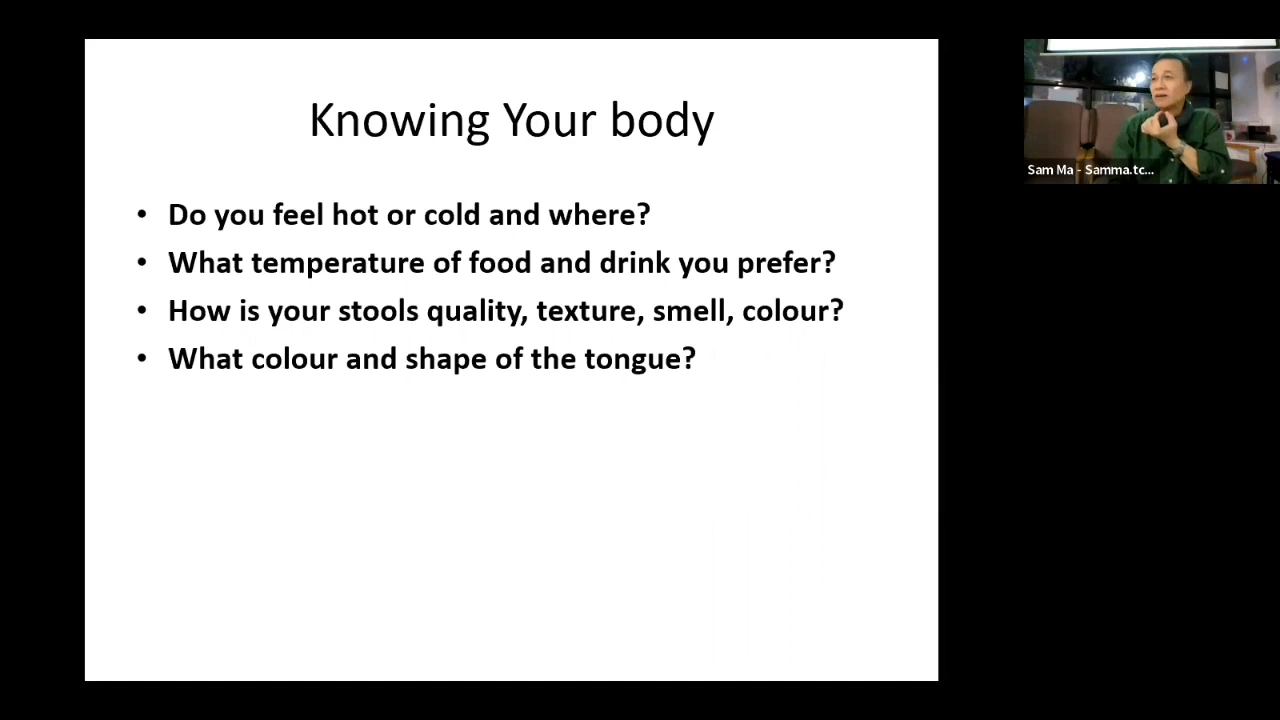 Knowing Your body
• Do you feel hot or cold and where?
• What temperature of food and drink you prefer?
• How is your stools quality, texture, smell, colour?
• What colour and shape of the tongue?
Sam Ma - Samma.tc...